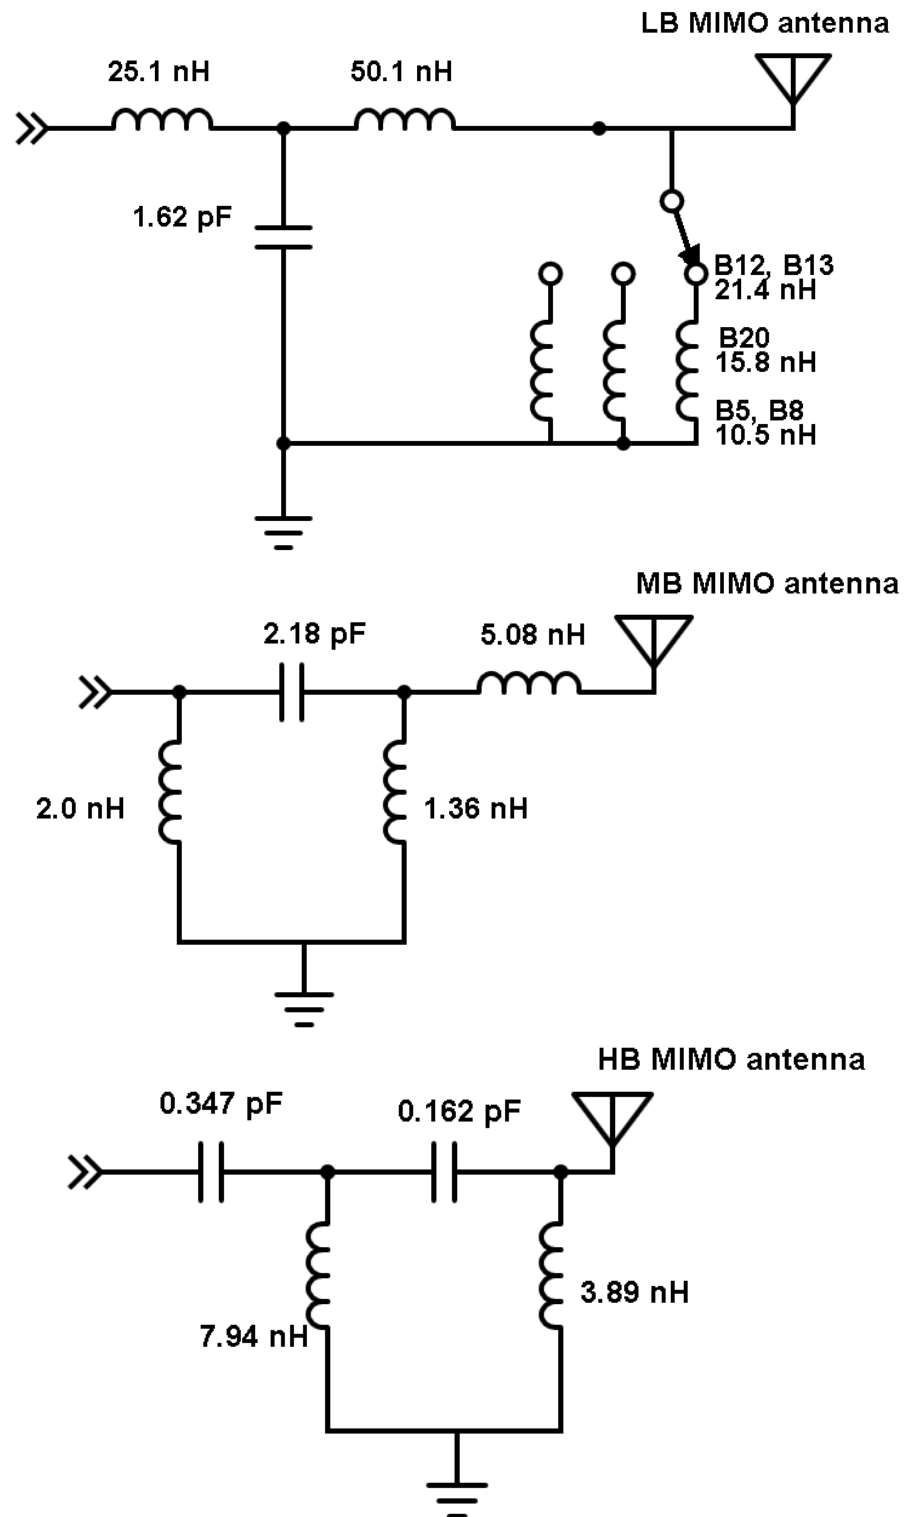 LB MIMO antenna
25.1 nH
50.1 nH
1.62 pF
B12, B13
21.4 nH
B20
15.8 nH
B5, B8
10.5 nH
MB MIMO antenna
2.18 pF
5.08 nH
2.0 nH
1.36 nH
HB MIMO antenna
0.347 pF
0.162 pF
3.89 nH
7.94 nH